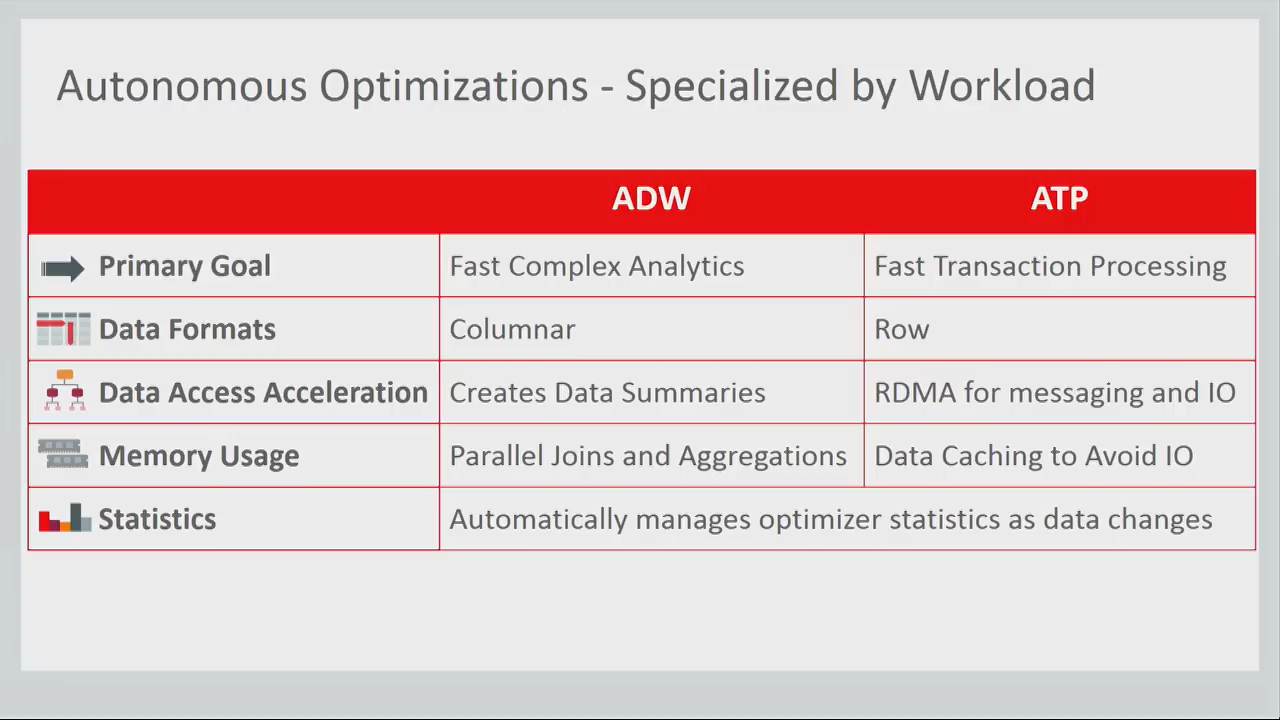 Autonomous Optimizations - Specialized by Workload
ADW ATP
Primary Goal Fast Complex Analytics Fast Transaction Processing
Data Formats Columnar Row
Data Access Acceleration Creates Data Summaries RDMA for messaging and IO
Memory Usage Parallel Joins and Aggregations Data Caching to Avoid IO
Statistics Automatically manages optimizer statistics as data changes